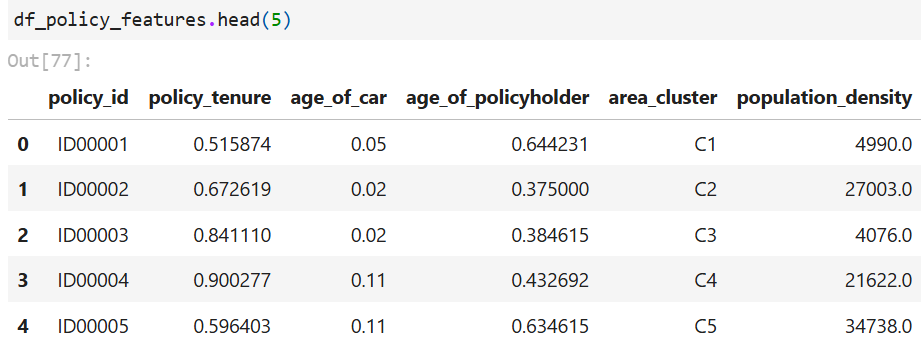 df_policy_features.head(5)
Out[77]:
policy_id policy_tenure age_of_car age_of_policyholder area_cluster population_density
0 ID00001 0.515874 0.05 0.644231 C1 4990.0
1 ID00002 0.672619 0.02 0.375000 C2 27003.0
2 ID00003 0.841110 0.02 0.384615 C3 4076.0
3 ID00004 0.900277 0.11 0.432692 C4 21622.0
4 ID00005 0.596403 0.11 0.634615 C5 34738.0